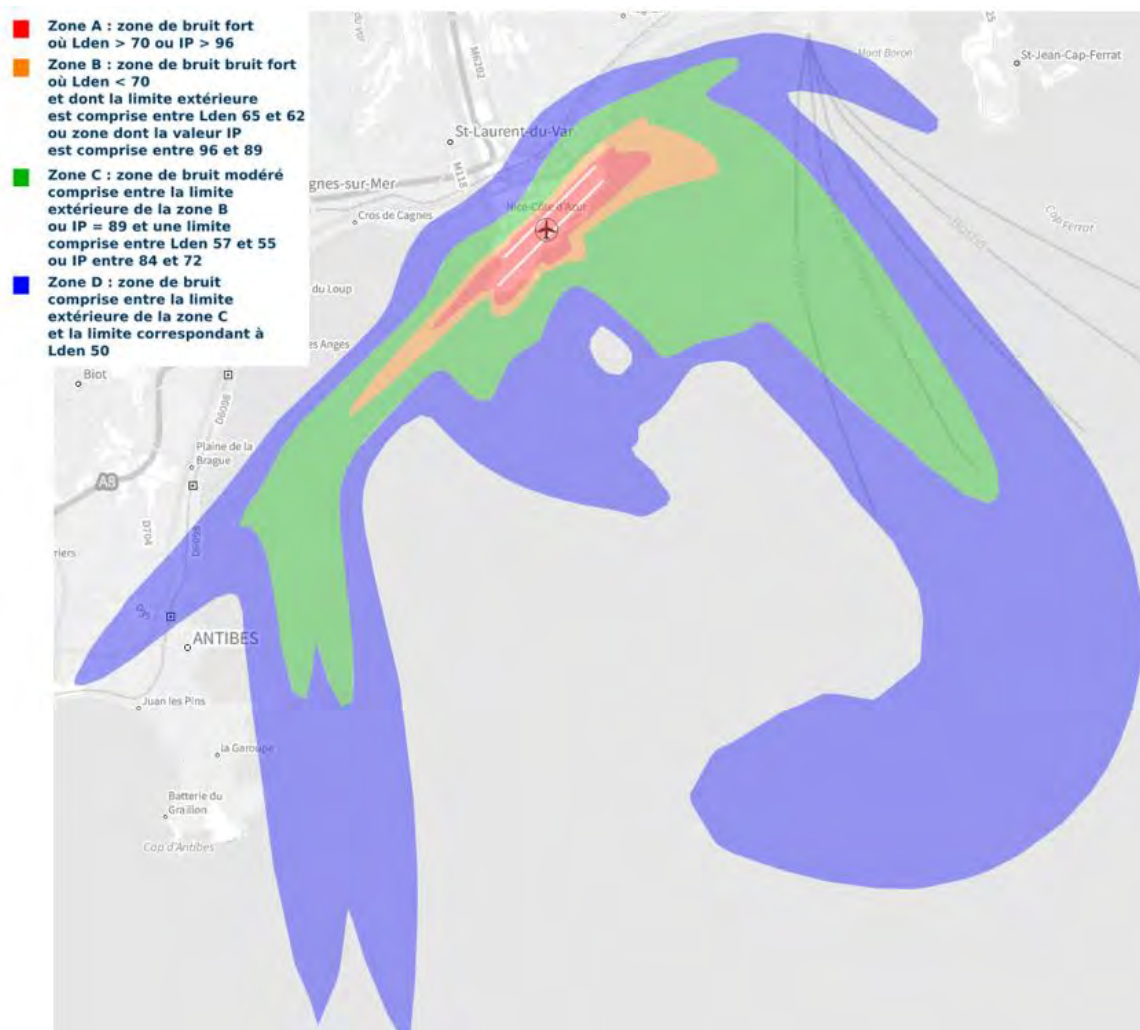 Zone A : zone de bruit fort
où Lden > 70 ou IP > 96
Zone B : zone de bruit bruit fort
où Lden < 70
et dont la limite extérieure
est comprise entre Lden 65 et 62
ou zone dont la valeur IP
est comprise entre 96 et 89
Zone C : zone de bruit modéré
comprise entre la limite
extérieure de la zone B
ou IP = 89 et une limite
comprise entre Lden 57 et 55
ou IP entre 84 et 72
Zone D : zone de bruit
comprise entre la limite
extérieure de la zone C
et la limite correspondant à
Lden 50
M6202
Mont Boron
St-Jean-Cap-Ferrat
St-Laurent-du-Var
M118
gnes-sur-Mer
Cros de Cagnes
Nice-Côte d'Azur
Cap Ferrat
Bastia
du Loup
es Anges
Biot
D6098
Plaine de la
Brague
A8
D704
D6098
riers
ANTIBES
Juan les Pins
la Garoupe
Batterie du
Graillon
Cap d'Antibes